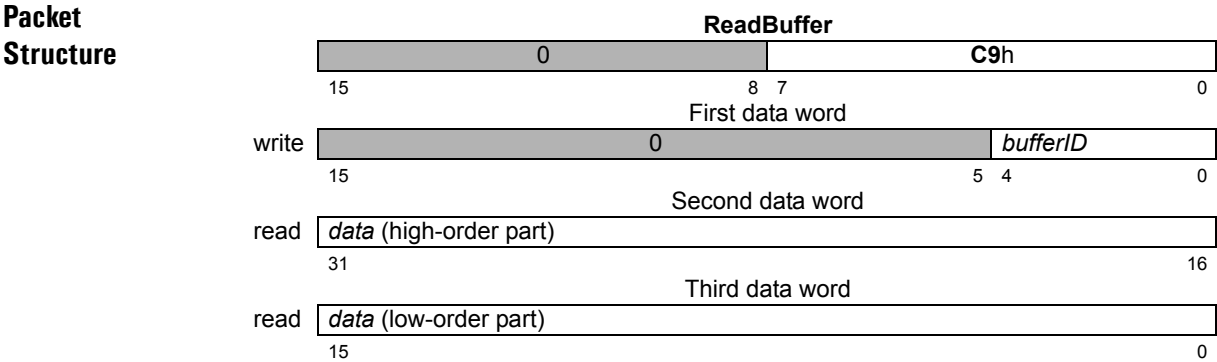 Packet
Structure
ReadBuffer
0 C9h
15 8 7 0
First data word
write 0 bufferID
15 5 4 0
Second data word
read data (high-order part)
31 16
Third data word
read data (low-order part)
15 0